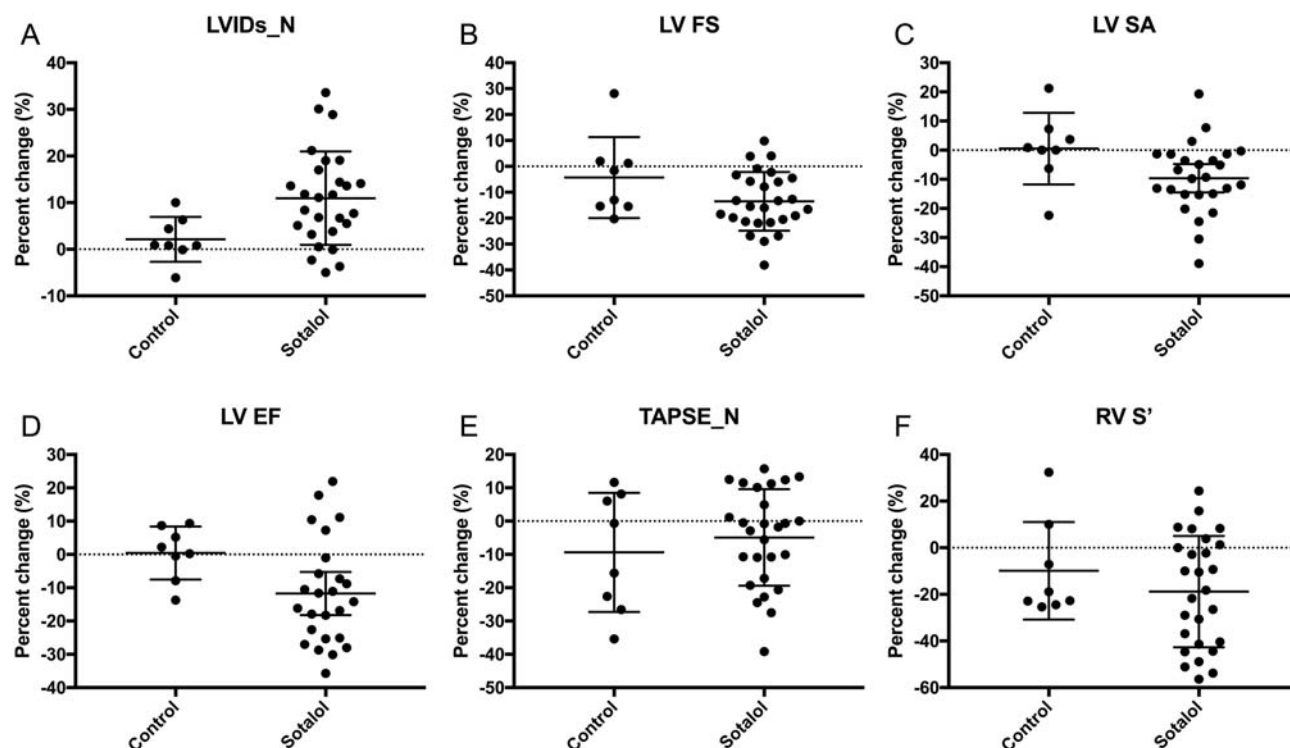 A
LVIDs_N
Percent change (%)
40
30
20
10
0
-10
Control
Sotalol
B
LV FS
Percent change (%)
40
30
20
10
0
-10
-20
-30
-40
-50
Control
Sotalol
C
LV SA
Percent change (%)
30
20
10
0
-10
-20
-30
-40
-50
Control
Sotalol
D
LV EF
Percent change (%)
30
20
10
0
-10
-20
-30
-40
Control
Sotalol
E
TAPSE_N
Percent change (%)
20
10
0
-10
-20
-30
-40
-50
Control
Sotalol
F
RV S’
Percent change (%)
40
20
0
-20
-40
-60
Control
Sotalol